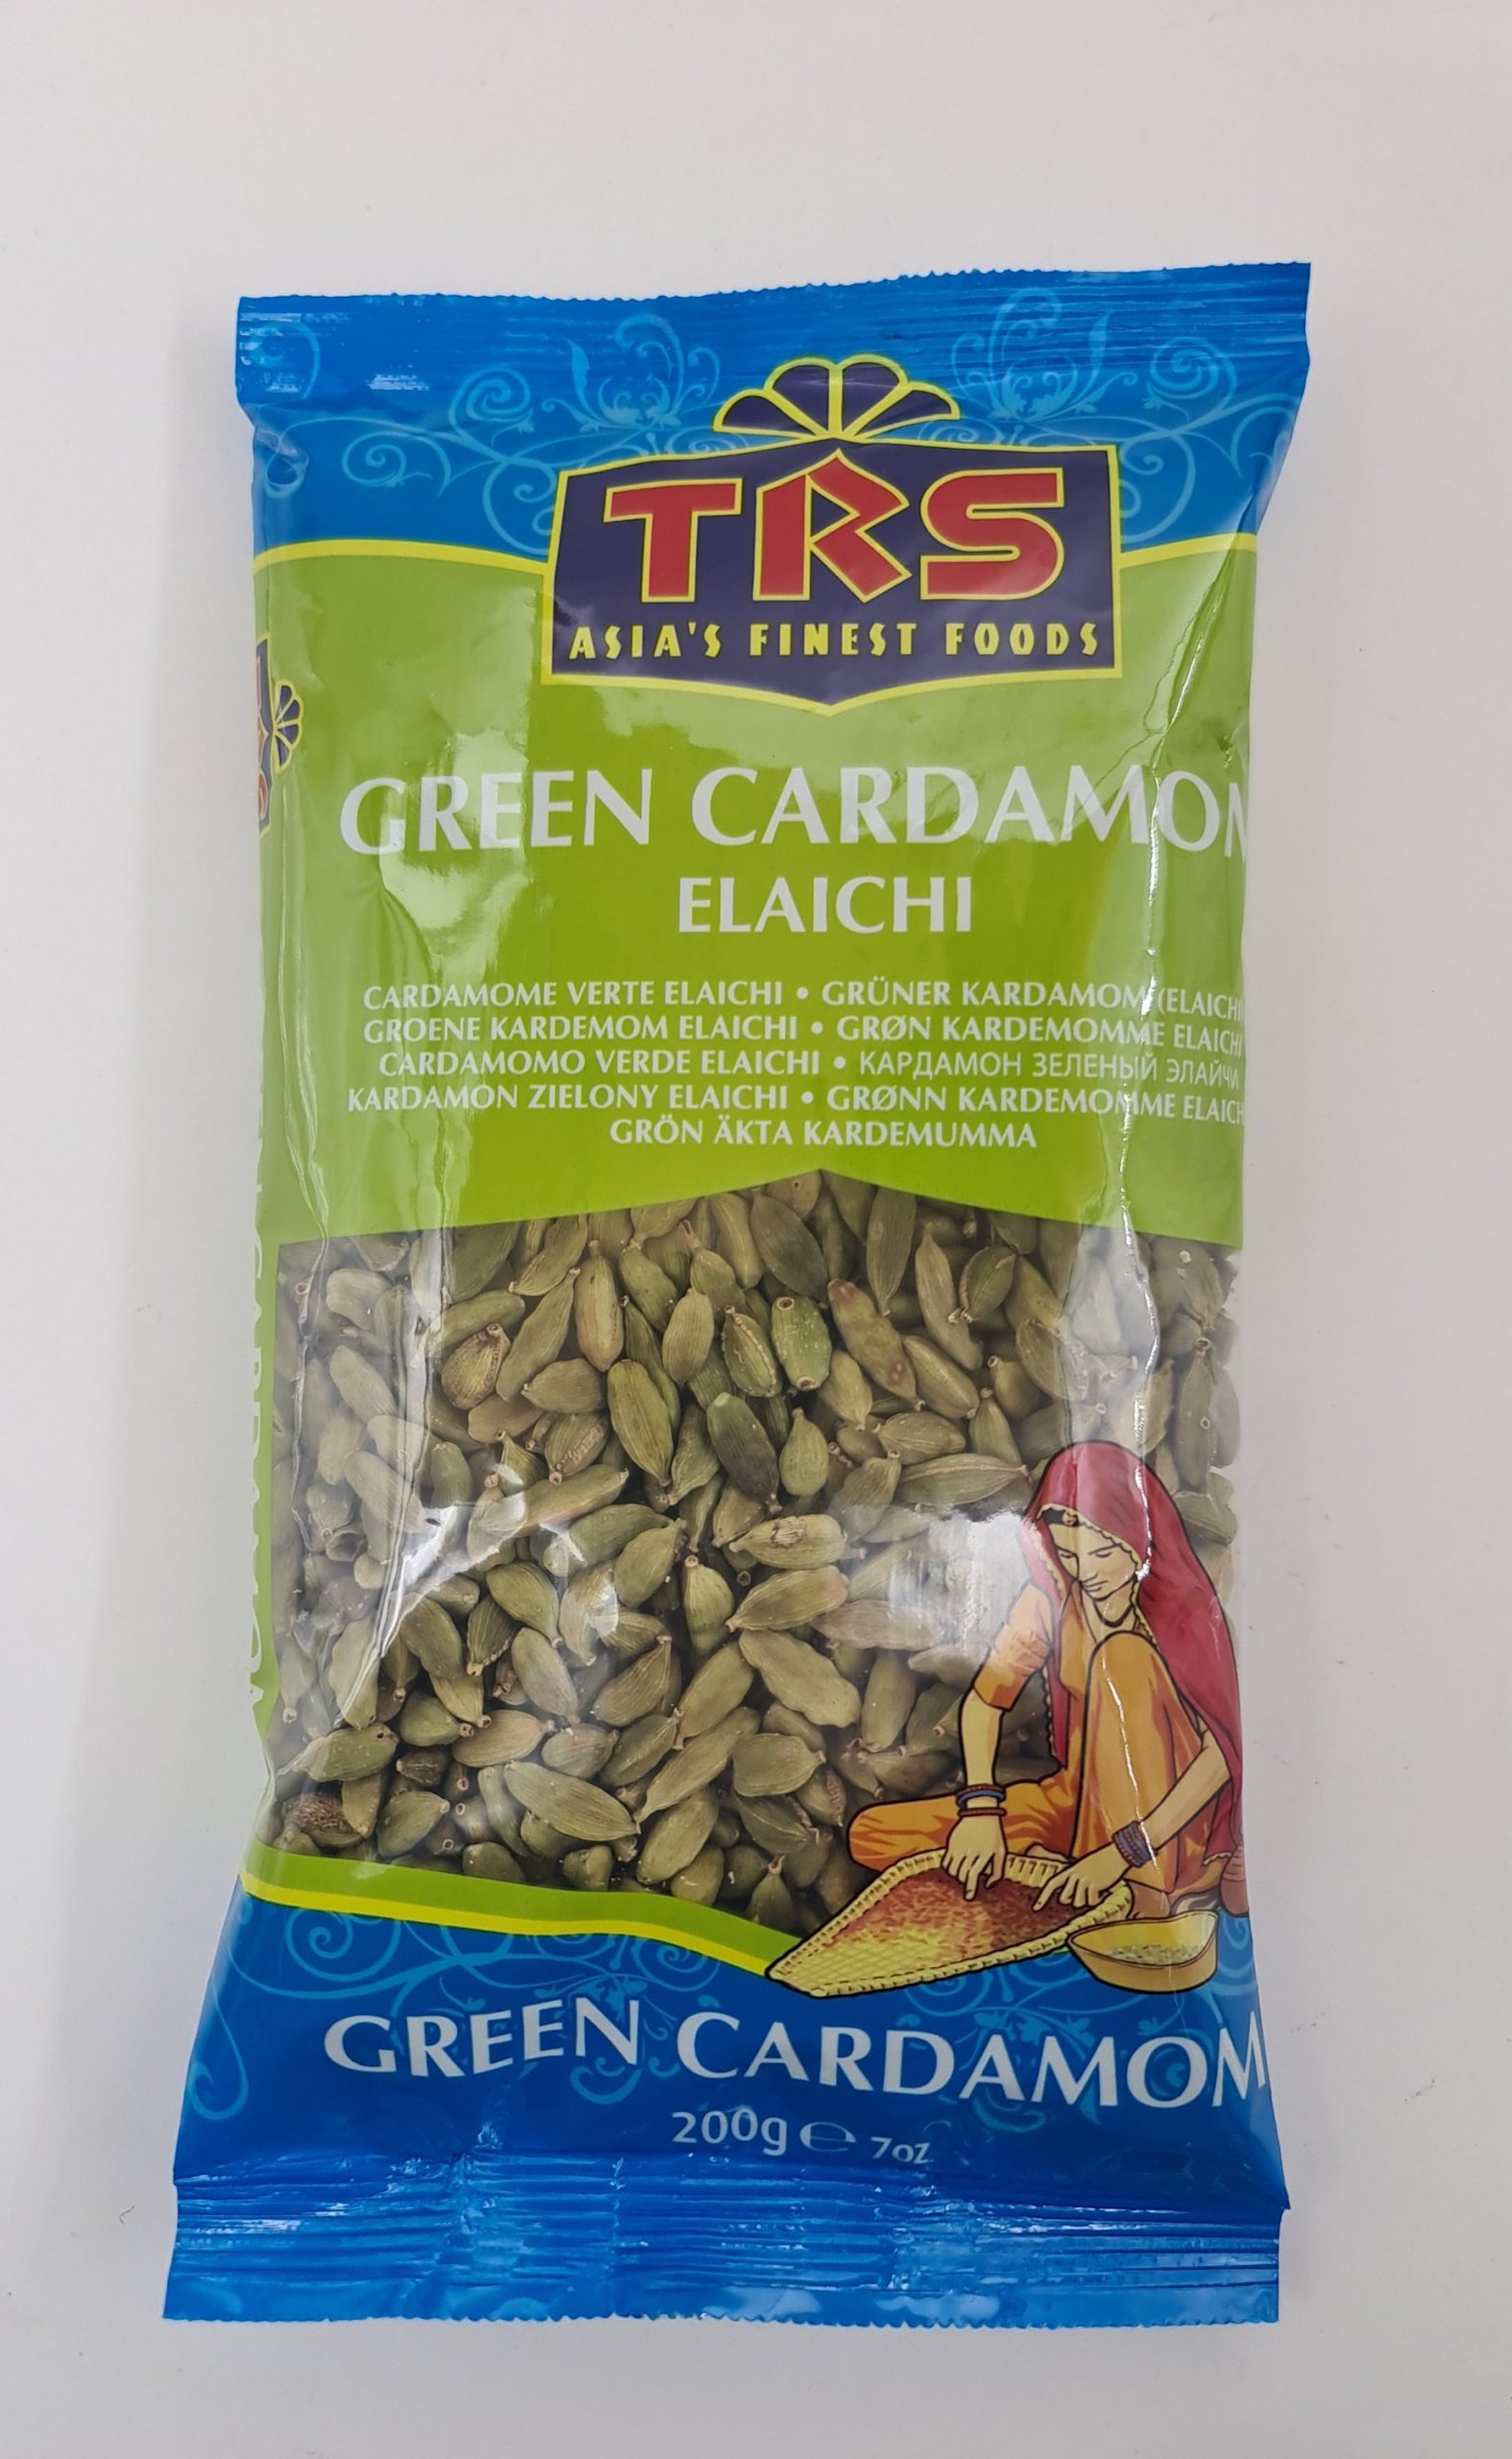 TRS
ASIA'S FINEST FOODS
GREEN CARDAMOM
ELAICHI
CARDAMOME VERTE ELAICHI • GRÜNER KARDAMOM (ELAICHI
GROENE KARDEMOM ELAICHI • GRØN KARDEMOMME ELAICHI
CARDAMOMO VERDE ELAICHI • КАРДАМОН ЗЕЛЕНЫЙ ЭЛАЙЧИ
KARDAMON ZIELONY ELAICHI • GRØNN KARDEMOMME ELAICH
GRÖN ÄKTA KARDEMUMMA
GREEN CARDAMOM
200g ℮ 7oz